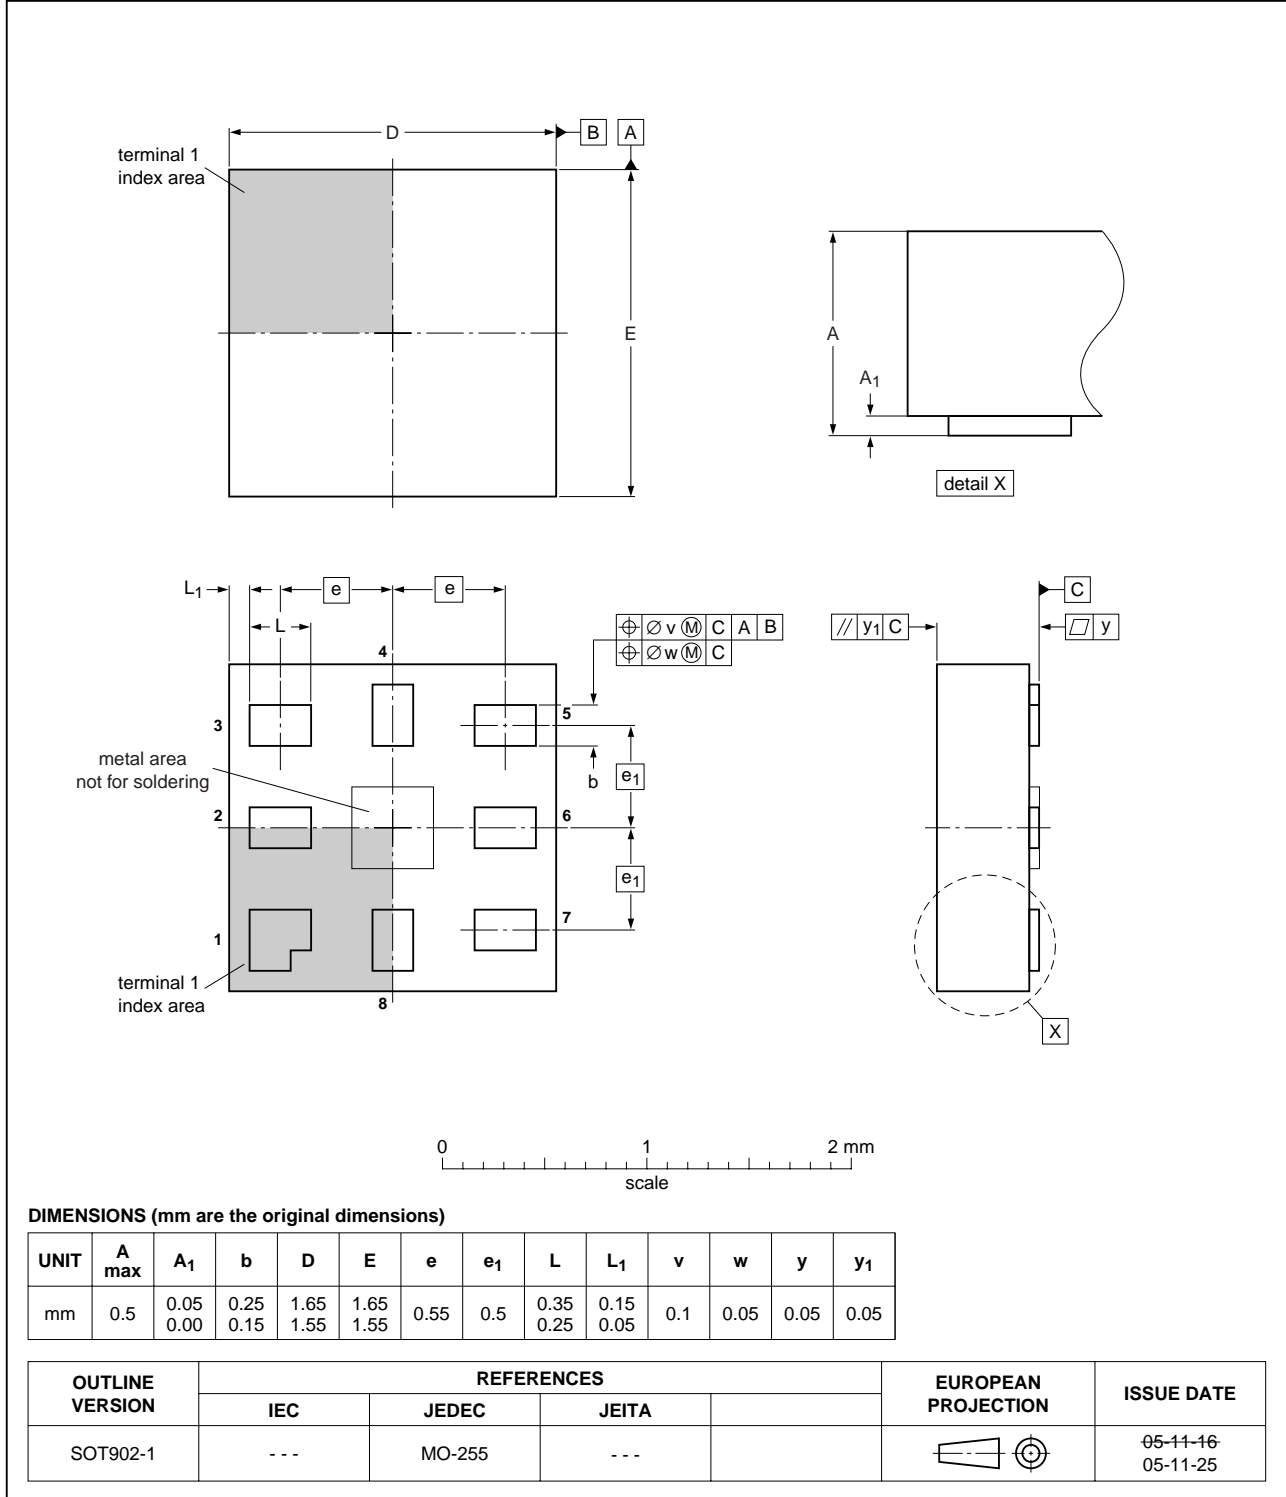 D
B
A
terminal 1
index area
E
A
A1
detail X
L1
e
e
L
C
4
⌖ ∅ v Ⓜ C A B
⌖ ∅ w Ⓜ C
// y1 C
▱ y
3
5
metal area
not for soldering
b
e1
2
6
e1
1
7
terminal 1
index area
8
X
0 1 2 mm
scale
DIMENSIONS (mm are the original dimensions)
UNIT A max A1 b D E e e1 L L1 v w y y1
mm 0.5 0.05 0.00 0.25 0.15 1.65 1.55 1.65 1.55 0.55 0.5 0.35 0.25 0.15 0.05 0.1 0.05 0.05 0.05
OUTLINE VERSION REFERENCES EUROPEAN PROJECTION ISSUE DATE
IEC JEDEC JEITA
SOT902-1 - - - MO-255 - - - 05-11-16
05-11-25